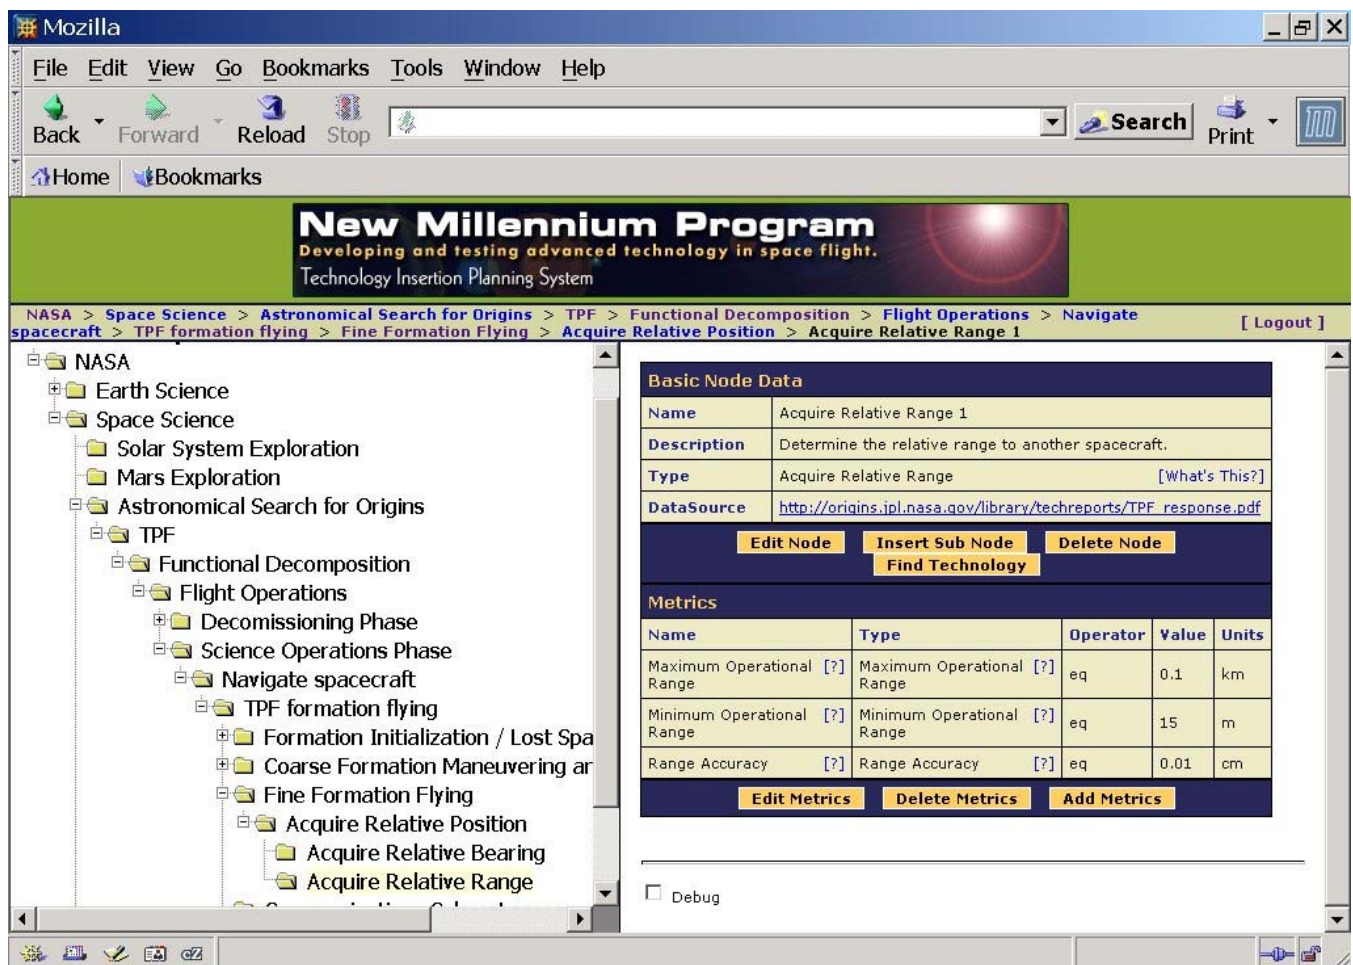 Mozilla
File Edit View Go Bookmarks Tools Window Help
Back Forward Reload Stop Search Print
Home Bookmarks
New Millennium Program
Developing and testing advanced technology in space flight.
Technology Insertion Planning System
NASA > Space Science > Astronomical Search for Origins > TPF > Functional Decomposition > Flight Operations > Navigate
spacecraft > TPF formation flying > Fine Formation Flying > Acquire Relative Position > Acquire Relative Range 1
[ Logout ]
NASA
Earth Science
Space Science
Solar System Exploration
Mars Exploration
Astronomical Search for Origins
TPF
Functional Decomposition
Flight Operations
Decomissioning Phase
Science Operations Phase
Navigate spacecraft
TPF formation flying
Formation Initialization / Lost Spa
Coarse Formation Maneuvering ar
Fine Formation Flying
Acquire Relative Position
Acquire Relative Bearing
Acquire Relative Range
Basic Node Data
Name Acquire Relative Range 1
Description Determine the relative range to another spacecraft.
Type Acquire Relative Range [What's This?]
DataSource http://origins.jpl.nasa.gov/library/techreports/TPF_response.pdf
Edit Node Insert Sub Node Delete Node
Find Technology
Metrics
Name Type Operator Value Units
Maximum Operational Range [?] Maximum Operational Range [?] eq 0.1 km
Minimum Operational Range [?] Minimum Operational Range [?] eq 15 m
Range Accuracy [?] Range Accuracy [?] eq 0.01 cm
Edit Metrics Delete Metrics Add Metrics
Debug